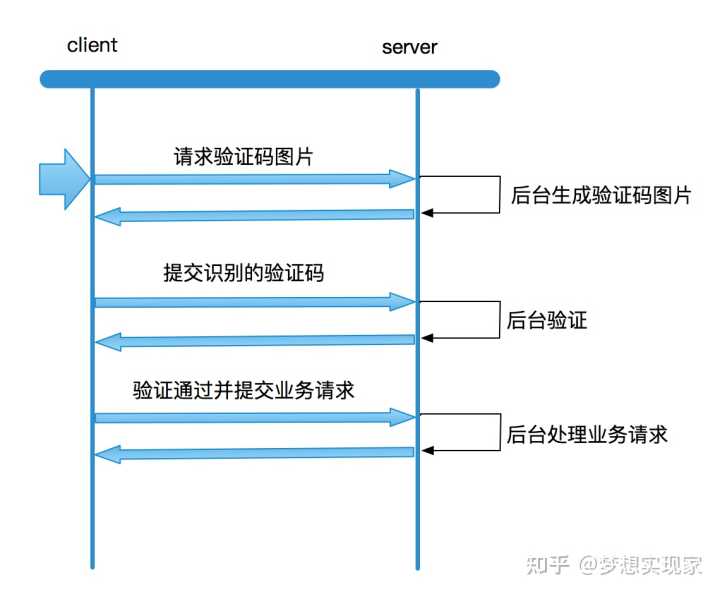 client
server
请求验证码图片
后台生成验证码图片
提交识别的验证码
后台验证
验证通过并提交业务请求
后台处理业务请求
知乎 @梦想实现家